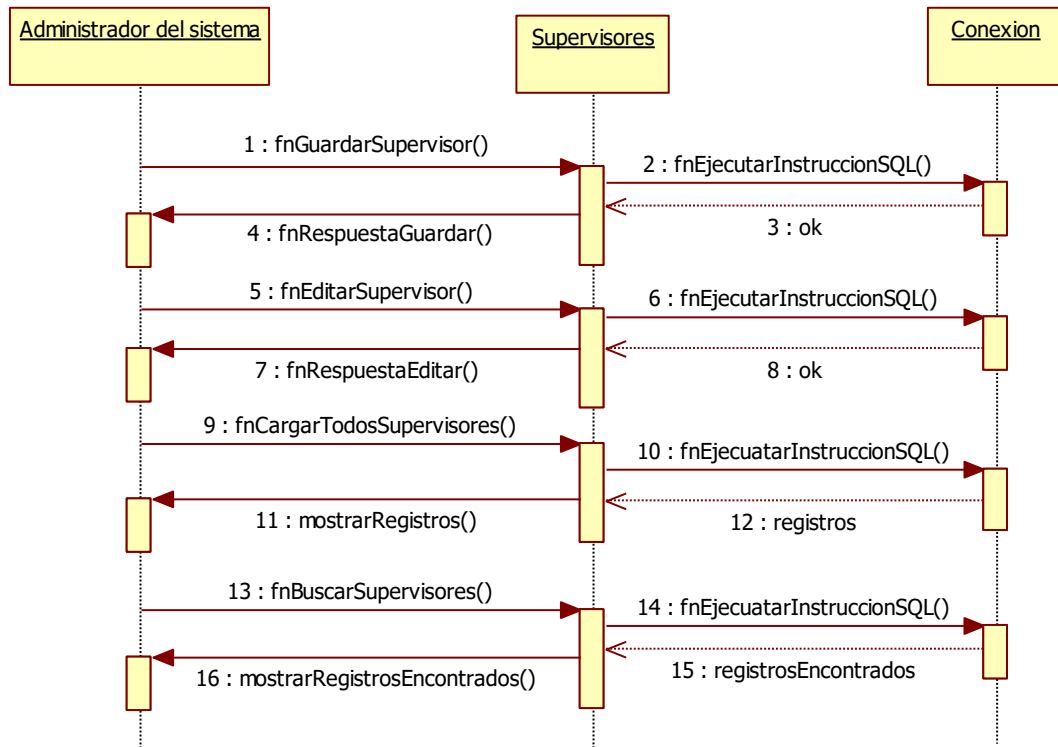 Administrador del sistema
Supervisores
Conexion
1 : fnGuardarSupervisor()
2 : fnEjecutarInstruccionSQL()
3 : ok
4 : fnRespuestaGuardar()
5 : fnEditarSupervisor()
6 : fnEjecutarInstruccionSQL()
7 : fnRespuestaEditar()
8 : ok
9 : fnCargarTodosSupervisores()
10 : fnEjecuatarInstruccionSQL()
11 : mostrarRegistros()
12 : registros
13 : fnBuscarSupervisores()
14 : fnEjecuatarInstruccionSQL()
15 : registrosEncontrados
16 : mostrarRegistrosEncontrados()